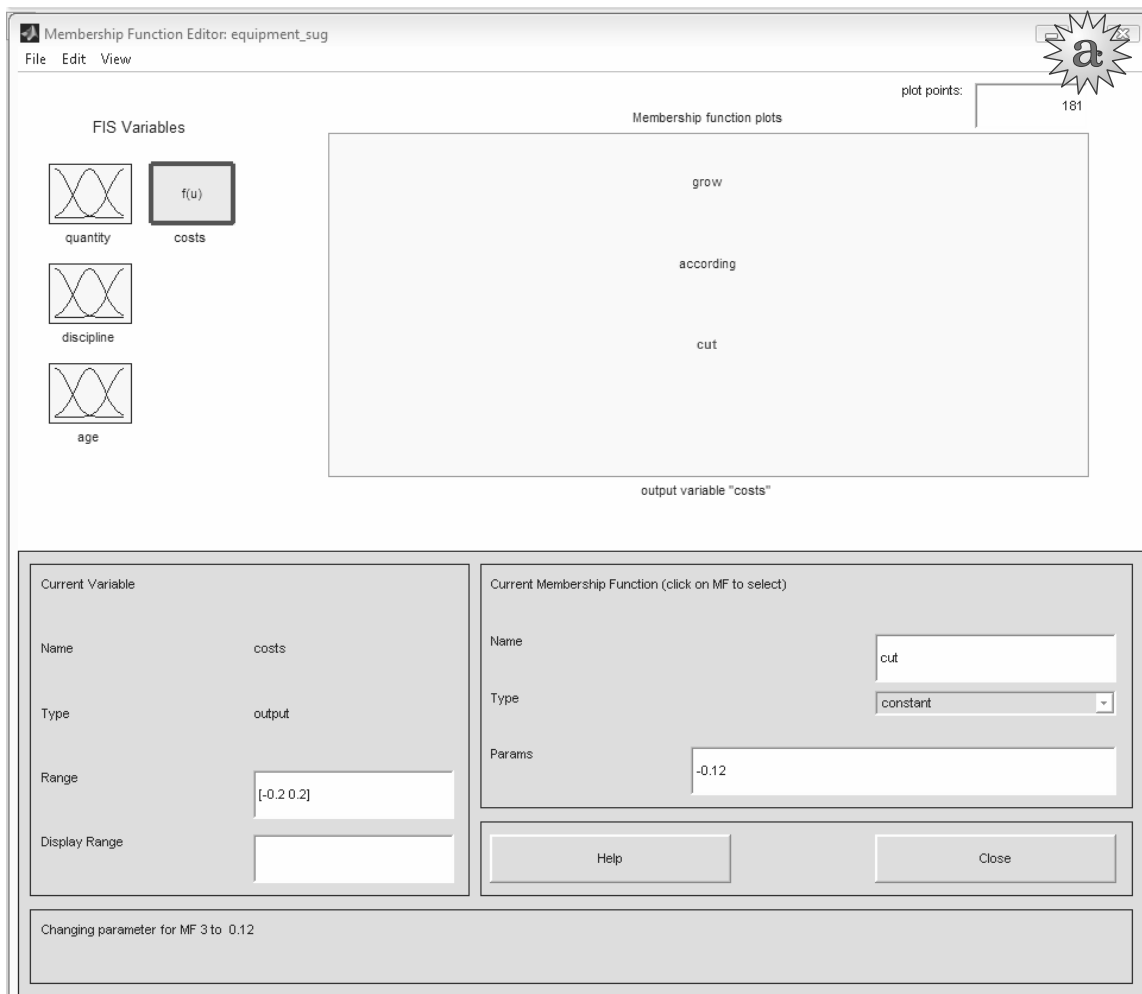 Membership Function Editor: equipment_sug
a
File Edit View
plot points:
181
FIS Variables
Membership function plots
f(u)
quantity
costs
discipline
age
grow
according
cut
output variable "costs"
Current Variable
Name costs
Type output
Range [-0.2 0.2]
Display Range
Current Membership Function (click on MF to select)
Name cut
Type constant
Params -0.12
Help Close
Changing parameter for MF 3 to 0.12